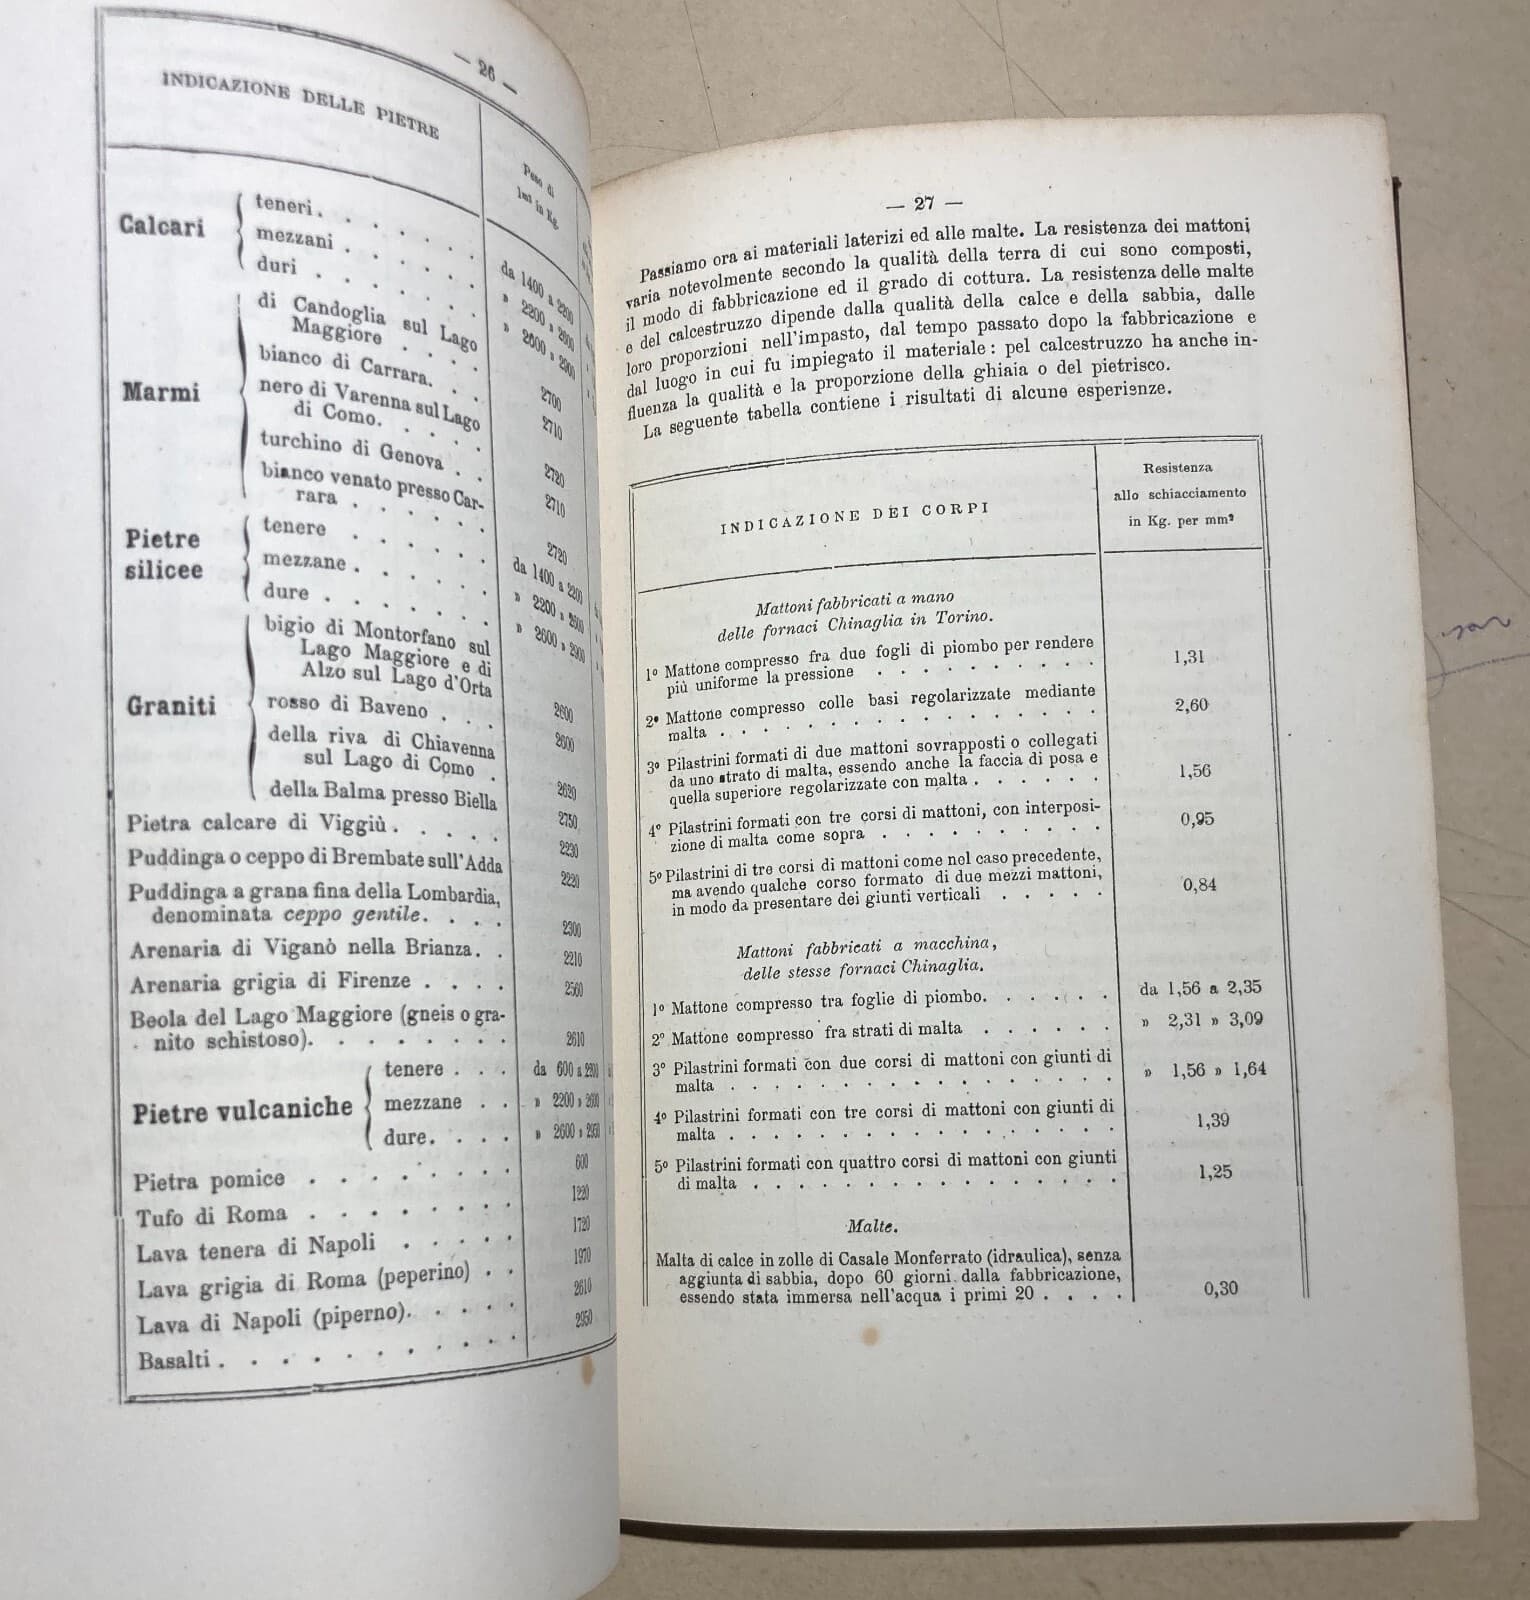 — 26 —
INDICAZIONE DELLE PIETRE
Peso di
1m³ in Kg.
Calcari
teneri . . . . . . da 1400 a 2200
mezzani . . . . . . » 2200 » 2600
duri . . . . . . » 2600 » 2900
Marmi
di Candoglia sul Lago
Maggiore . . . . 2700
bianco di Carrara. . . 2710
nero di Varenna sul Lago
di Como. . . . . 2720
turchino di Genova . . 2710
bianco venato presso Car-
rara . . . . . 2720
Pietre
silicee
tenere . . . . . da 1400 a 2200
mezzane . . . . . » 2200 » 2600
dure . . . . . . » 2600 » 2900
Graniti
bigio di Montorfano sul
Lago Maggiore e di
Alzo sul Lago d'Orta 2600
rosso di Baveno . . . 2600
della riva di Chiavenna
sul Lago di Como . 2620
della Balma presso Biella 2750
Pietra calcare di Viggiù . . . . 2230
Puddinga o ceppo di Brembate sull'Adda 2220
Puddinga a grana fina della Lombardia,
denominata ceppo gentile. . . . 2300
Arenaria di Viganò nella Brianza. . 2210
Arenaria grigia di Firenze . . . . 2560
Beola del Lago Maggiore (gneis o gra-
nito schistoso). . . . . . . 2610
Pietre vulcaniche
tenere . . . da 600 a 2200
mezzane . . » 2200 » 2600
dure. . . . » 2600 » 2950
Pietra pomice . . . . . . . 600
Tufo di Roma . . . . . . . 1220
Lava tenera di Napoli . . . . . 1720
Lava grigia di Roma (peperino) . . 1970
Lava di Napoli (piperno). . . . . 2610
Basalti . . . . . . . . . . 2950
— 27 —
Passiamo ora ai materiali laterizi ed alle malte. La resistenza dei mattoni
varia notevolmente secondo la qualità della terra di cui sono composti,
il modo di fabbricazione ed il grado di cottura. La resistenza delle malte
e del calcestruzzo dipende dalla qualità della calce e della sabbia, dalle
loro proporzioni nell'impasto, dal tempo passato dopo la fabbricazione e
dal luogo in cui fu impiegato il materiale: pel calcestruzzo ha anche in-
fluenza la qualità e la proporzione della ghiaia o del pietrisco.
La seguente tabella contiene i risultati di alcune esperienze.
INDICAZIONE DEI CORPI
Resistenza
allo schiacciamento
in Kg. per mm²
Mattoni fabbricati a mano
delle fornaci Chinaglia in Torino.
1º Mattone compresso fra due fogli di piombo per rendere
più uniforme la pressione . . . . . . . . . 1,31
2º Mattone compresso colle basi regolarizzate mediante
malta . . . . . . . . . . . . . . 2,60
3º Pilastrini formati di due mattoni sovrapposti o collegati
da uno strato di malta, essendo anche la faccia di posa e
quella superiore regolarizzate con malta . . . . . 1,56
4º Pilastrini formati con tre corsi di mattoni, con interposi-
zione di malta come sopra . . . . . . . . . 0,95
5º Pilastrini di tre corsi di mattoni come nel caso precedente,
ma avendo qualche corso formato di due mezzi mattoni,
in modo da presentare dei giunti verticali . . . . . 0,84
Mattoni fabbricati a macchina,
delle stesse fornaci Chinaglia.
1º Mattone compresso tra foglie di piombo. . . . . . da 1,56 a 2,35
2º Mattone compresso fra strati di malta . . . . . . » 2,31 » 3,09
3º Pilastrini formati con due corsi di mattoni con giunti di
malta . . . . . . . . . . . . . . » 1,56 » 1,64
4º Pilastrini formati con tre corsi di mattoni con giunti di
malta . . . . . . . . . . . . . . 1,39
5º Pilastrini formati con quattro corsi di mattoni con giunti
di malta . . . . . . . . . . . . . 1,25
Malte.
Malta di calce in zolle di Casale Monferrato (idraulica), senza
aggiunta di sabbia, dopo 60 giorni dalla fabbricazione,
essendo stata immersa nell'acqua i primi 20 . . . . 0,30